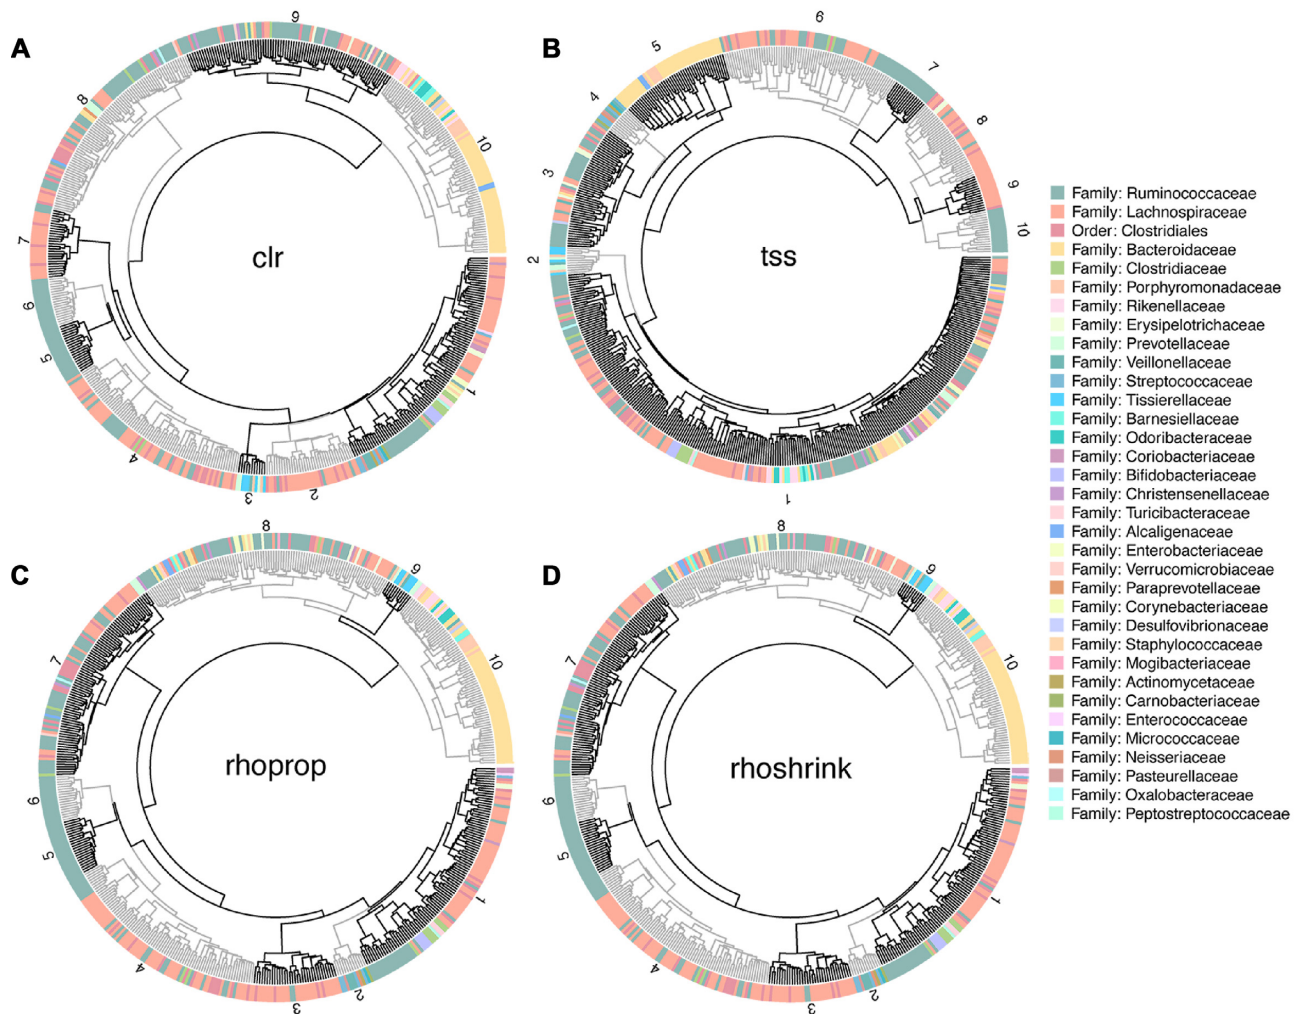 A
9
8
10
7
clr
6
5
1
4
3
2
B
6
5
7
4
8
3
9
10
2
tss
1
C
8
9
7
10
rhoprop
6
5
1
4
2
3
D
8
9
7
10
rhoshrink
6
5
1
4
2
3
Family: Ruminococcaceae
Family: Lachnospiraceae
Order: Clostridiales
Family: Bacteroidaceae
Family: Clostridiaceae
Family: Porphyromonadaceae
Family: Rikenellaceae
Family: Erysipelotrichaceae
Family: Prevotellaceae
Family: Veillonellaceae
Family: Streptococcaceae
Family: Tissierellaceae
Family: Barnesiellaceae
Family: Odoribacteraceae
Family: Coriobacteriaceae
Family: Bifidobacteriaceae
Family: Christensenellaceae
Family: Turicibacteraceae
Family: Alcaligenaceae
Family: Enterobacteriaceae
Family: Verrucomicrobiaceae
Family: Paraprevotellaceae
Family: Corynebacteriaceae
Family: Desulfovibrionaceae
Family: Staphylococcaceae
Family: Mogibacteriaceae
Family: Actinomycetaceae
Family: Carnobacteriaceae
Family: Enterococcaceae
Family: Micrococcaceae
Family: Neisseriaceae
Family: Pasteurellaceae
Family: Oxalobacteraceae
Family: Peptostreptococcaceae